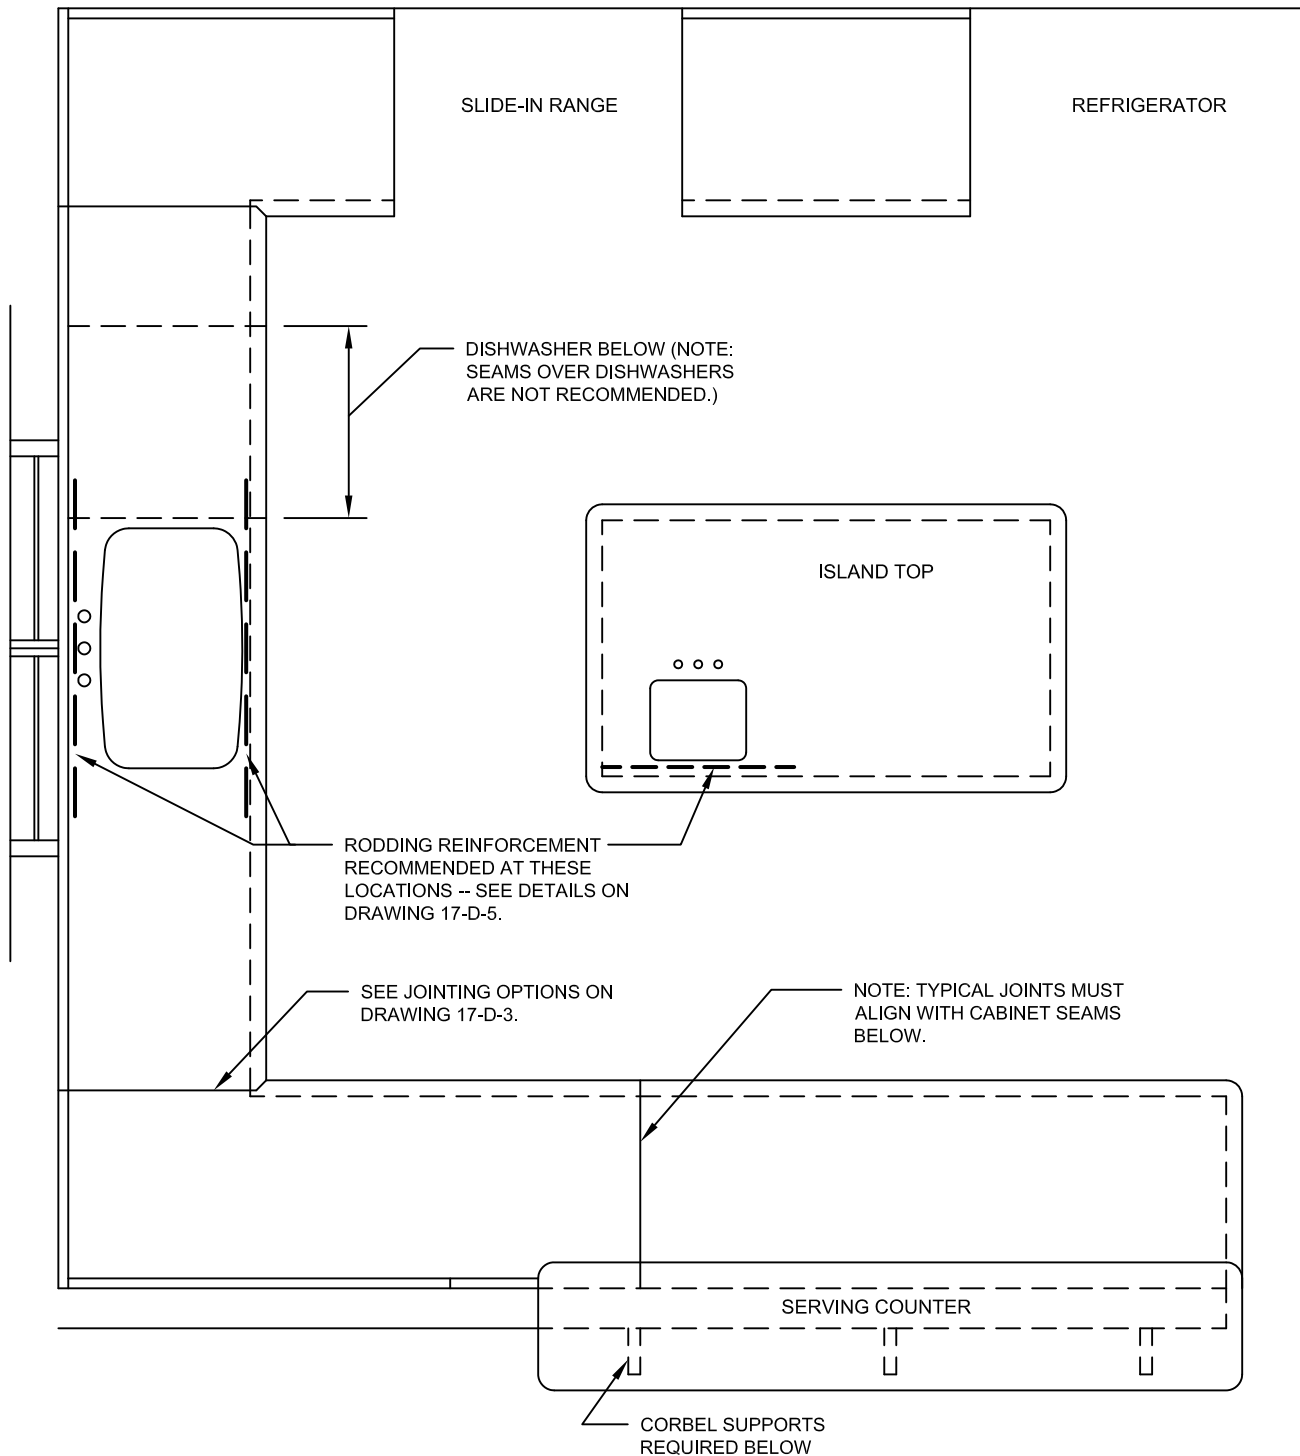 SLIDE-IN RANGE
REFRIGERATOR
DISHWASHER BELOW (NOTE:
SEAMS OVER DISHWASHERS
ARE NOT RECOMMENDED.)
ISLAND TOP
RODDING REINFORCEMENT
RECOMMENDED AT THESE
LOCATIONS -- SEE DETAILS ON
DRAWING 17-D-5.
SEE JOINTING OPTIONS ON
DRAWING 17-D-3.
NOTE: TYPICAL JOINTS MUST
ALIGN WITH CABINET SEAMS
BELOW.
SERVING COUNTER
CORBEL SUPPORTS
REQUIRED BELOW